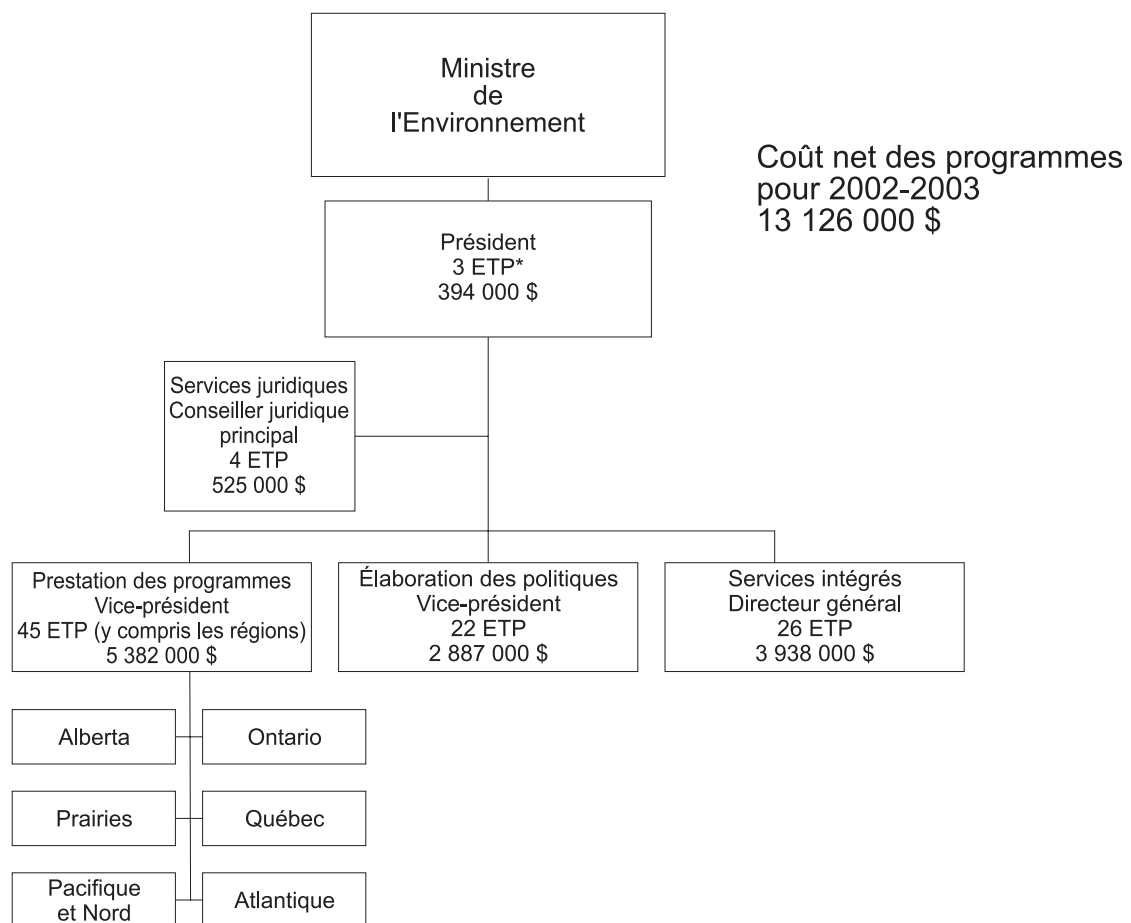 Ministre
de
l'Environnement
Coût net des programmes
pour 2002-2003
13 126 000 $
Président
3 ETP*
394 000 $
Services juridiques
Conseiller juridique
principal
4 ETP
525 000 $
Prestation des programmes
Vice-président
45 ETP (y compris les régions)
5 382 000 $
Élaboration des politiques
Vice-président
22 ETP
2 887 000 $
Services intégrés
Directeur général
26 ETP
3 938 000 $
Alberta
Ontario
Prairies
Québec
Pacifique
et Nord
Atlantique